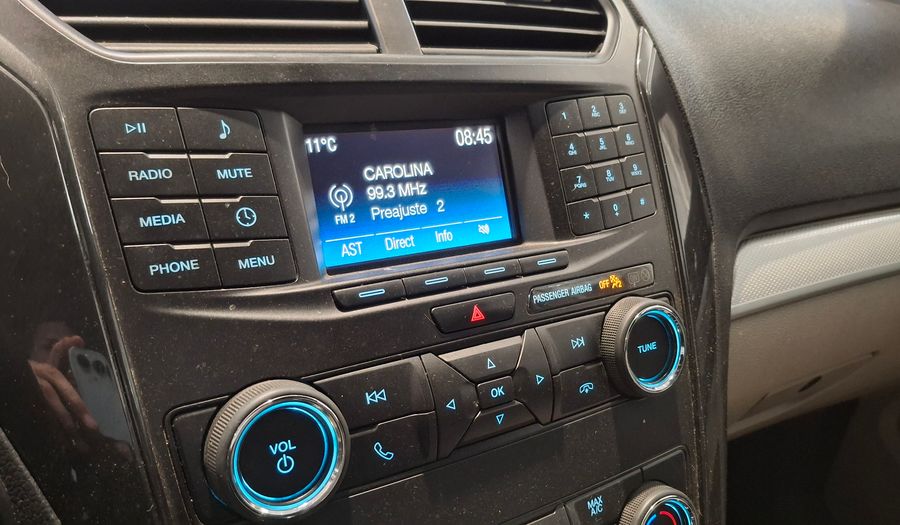 11°C 08:45
CAROLINA
99.3 MHz
FM 2
Preajuste 2
AST Direct Info
RADIO MUTE
MEDIA
PHONE MENU
1 2 ABC 3 DEF
4 GHI 5 JKL 6 MNO
7 PQRS 8 TUV 9 WXYZ
* 0 + #
PASSENGER AIRBAG OFF 2
VOL
OK
TUNE
MAX
A/C